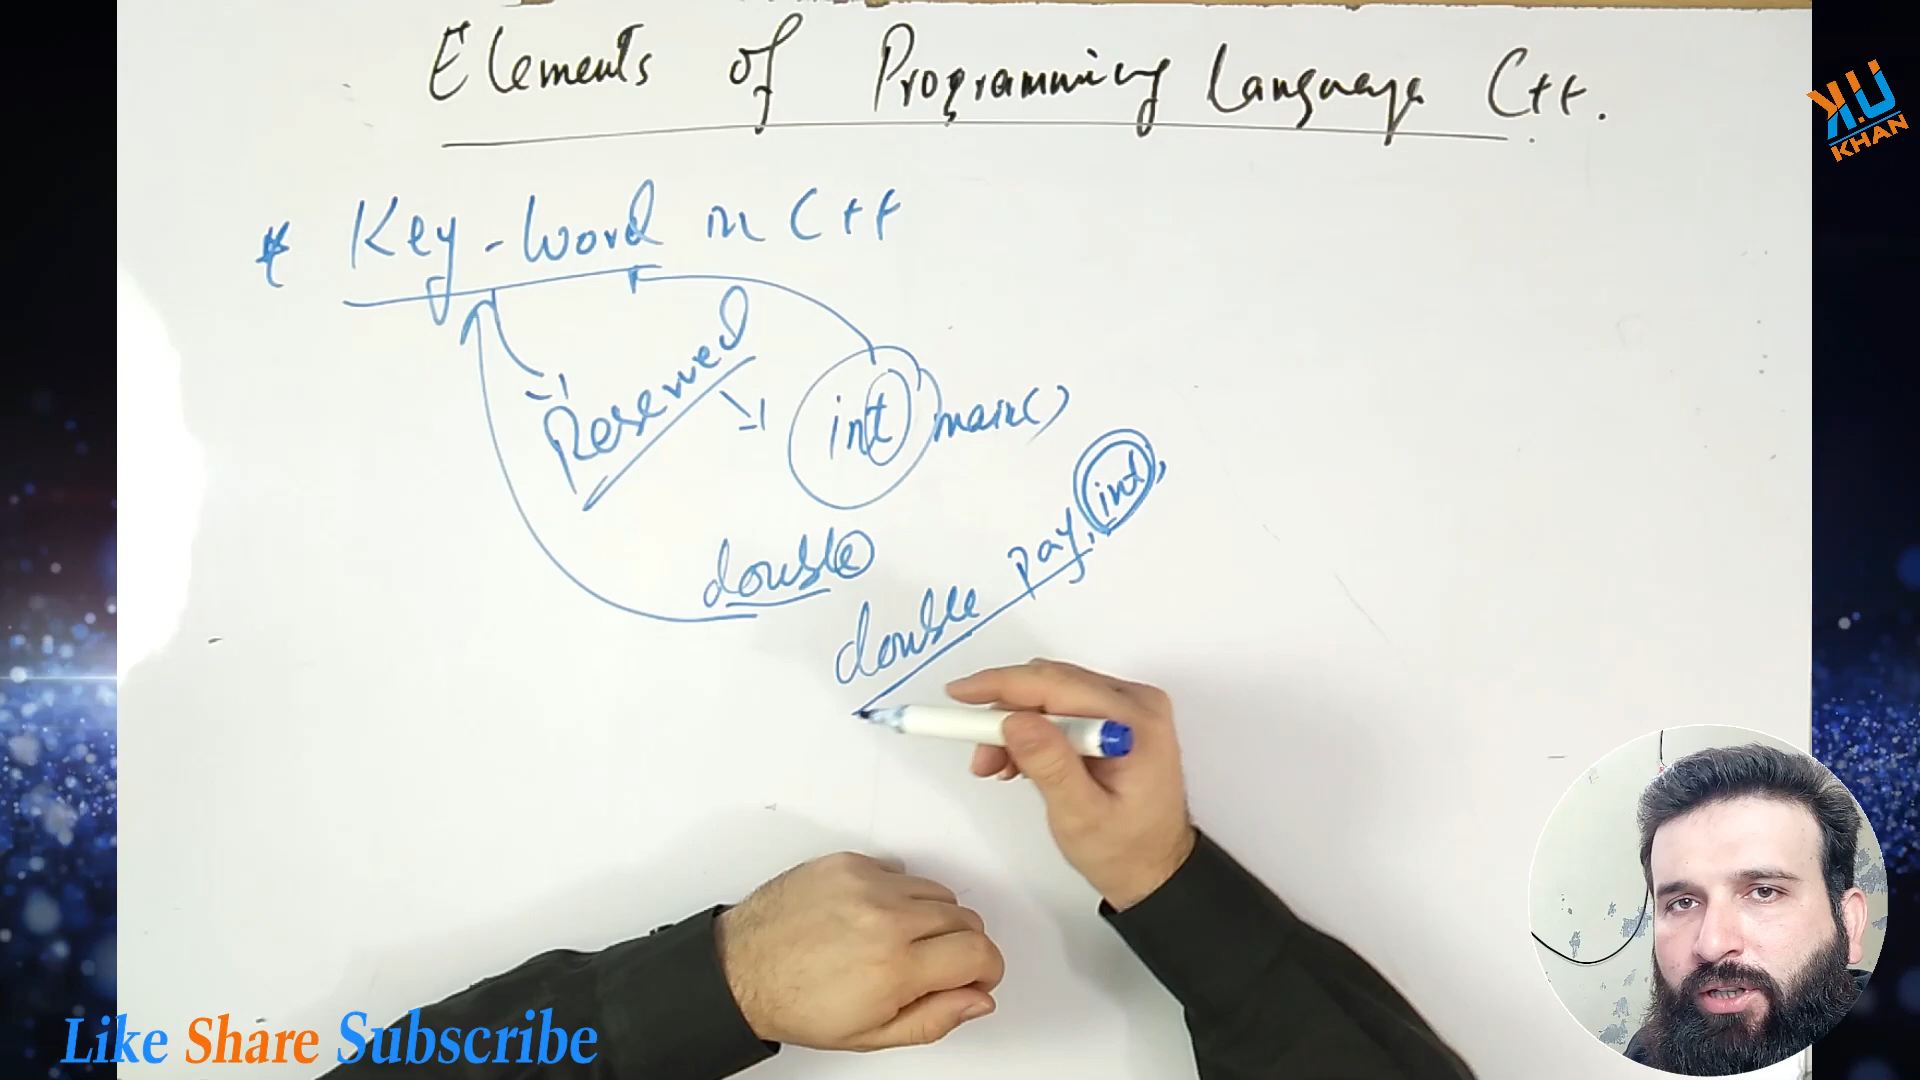 Elements of Programming Language C++.
* Key-word in C++
Reserved
int main()
double
double pay, int,
K.U
KHAN
Like Share Subscribe